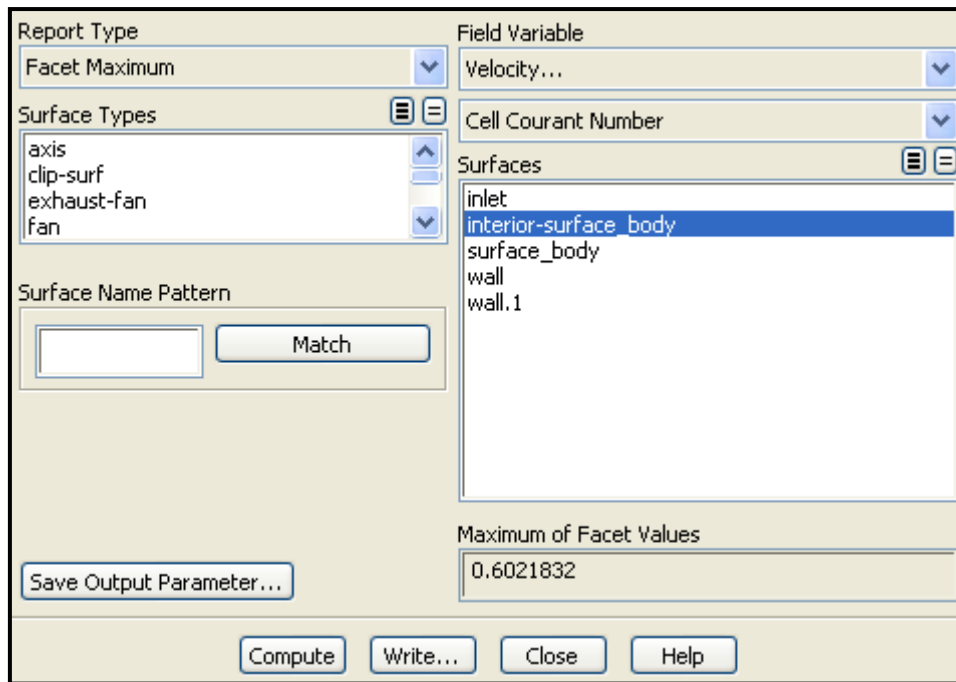 Report Type
Facet Maximum
Surface Types
axis
clip-surf
exhaust-fan
fan
Surface Name Pattern
Match
Save Output Parameter...
Field Variable
Velocity...
Cell Courant Number
Surfaces
inlet
interior-surface_body
surface_body
wall
wall.1
Maximum of Facet Values
0.6021832
Compute
Write...
Close
Help